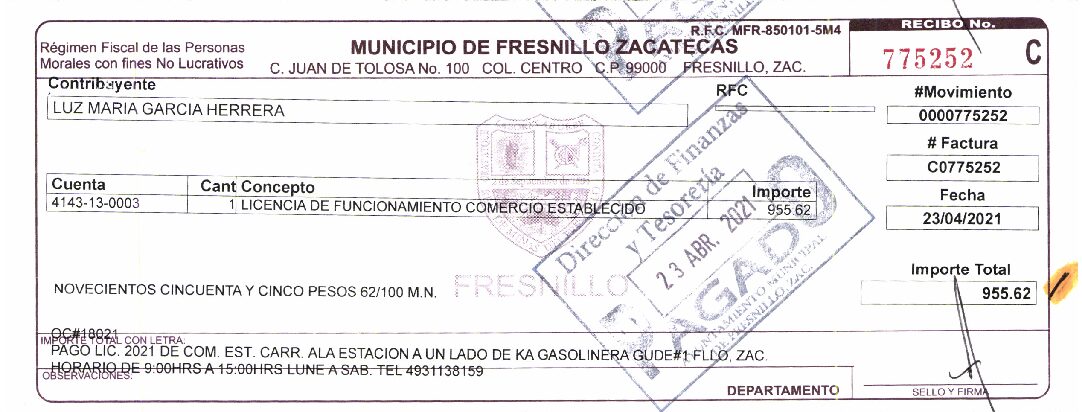 R.F.C. MFR-850101-5M4
RECIBO No.
Régimen Fiscal de las Personas
Morales con fines No Lucrativos
MUNICIPIO DE FRESNILLO ZACATECAS
C. JUAN DE TOLOSA No. 100 COL. CENTRO C.P. 99000 FRESNILLO, ZAC.
775252 C
Contribuyente
RFC
#Movimiento
LUZ MARIA GARCIA HERRERA
0000775252
# Factura
C0775252
Cuenta Cant Concepto Importe
4143-13-0003 1 LICENCIA DE FUNCIONAMIENTO COMERCIO ESTABLECIDO 955.62
Fecha
23/04/2021
Dirección de Finanzas
y Tesorería
23 ABR. 2021
PAGADO
AYUNTAMIENTO MUNICIPAL
DE FRESNILLO, ZAC.
FRESNILLO
Importe Total
955.62
NOVECIENTOS CINCUENTA Y CINCO PESOS 62/100 M.N.
OC#18021
IMPORTE TOTAL CON LETRA:
PAGO LIC. 2021 DE COM. EST. CARR. ALA ESTACION A UN LADO DE KA GASOLINERA GUDE#1 FLLO, ZAC.
HORARIO DE 9:00HRS A 15:00HRS LUNE A SAB. TEL 4931138159
OBSERVACIONES:
DEPARTAMENTO
SELLO Y FIRMA